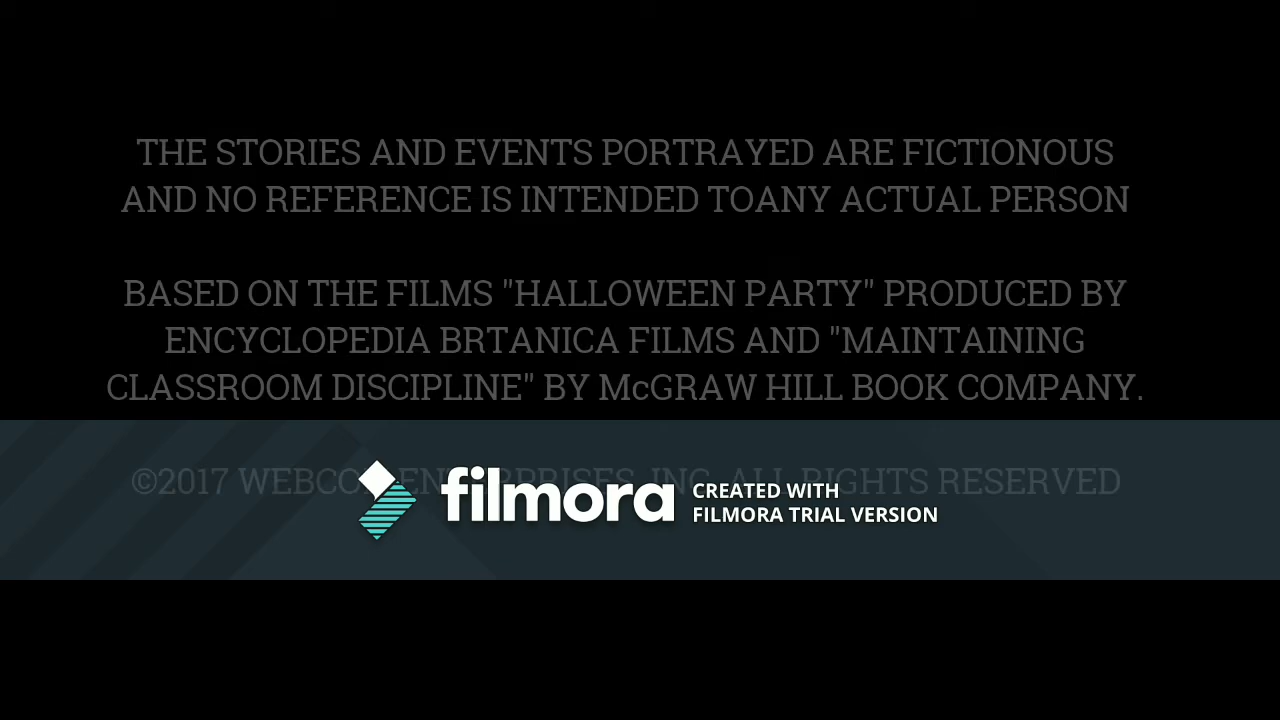 THE STORIES AND EVENTS PORTRAYED ARE FICTIONOUS
AND NO REFERENCE IS INTENDED TOANY ACTUAL PERSON
BASED ON THE FILMS "HALLOWEEN PARTY" PRODUCED BY
ENCYCLOPEDIA BRTANICA FILMS AND "MAINTAINING
CLASSROOM DISCIPLINE" BY McGRAW HILL BOOK COMPANY.
©2017 INC. ALL RIGHTS RESERVED
filmora
CREATED WITH
FILMORA TRIAL VERSION